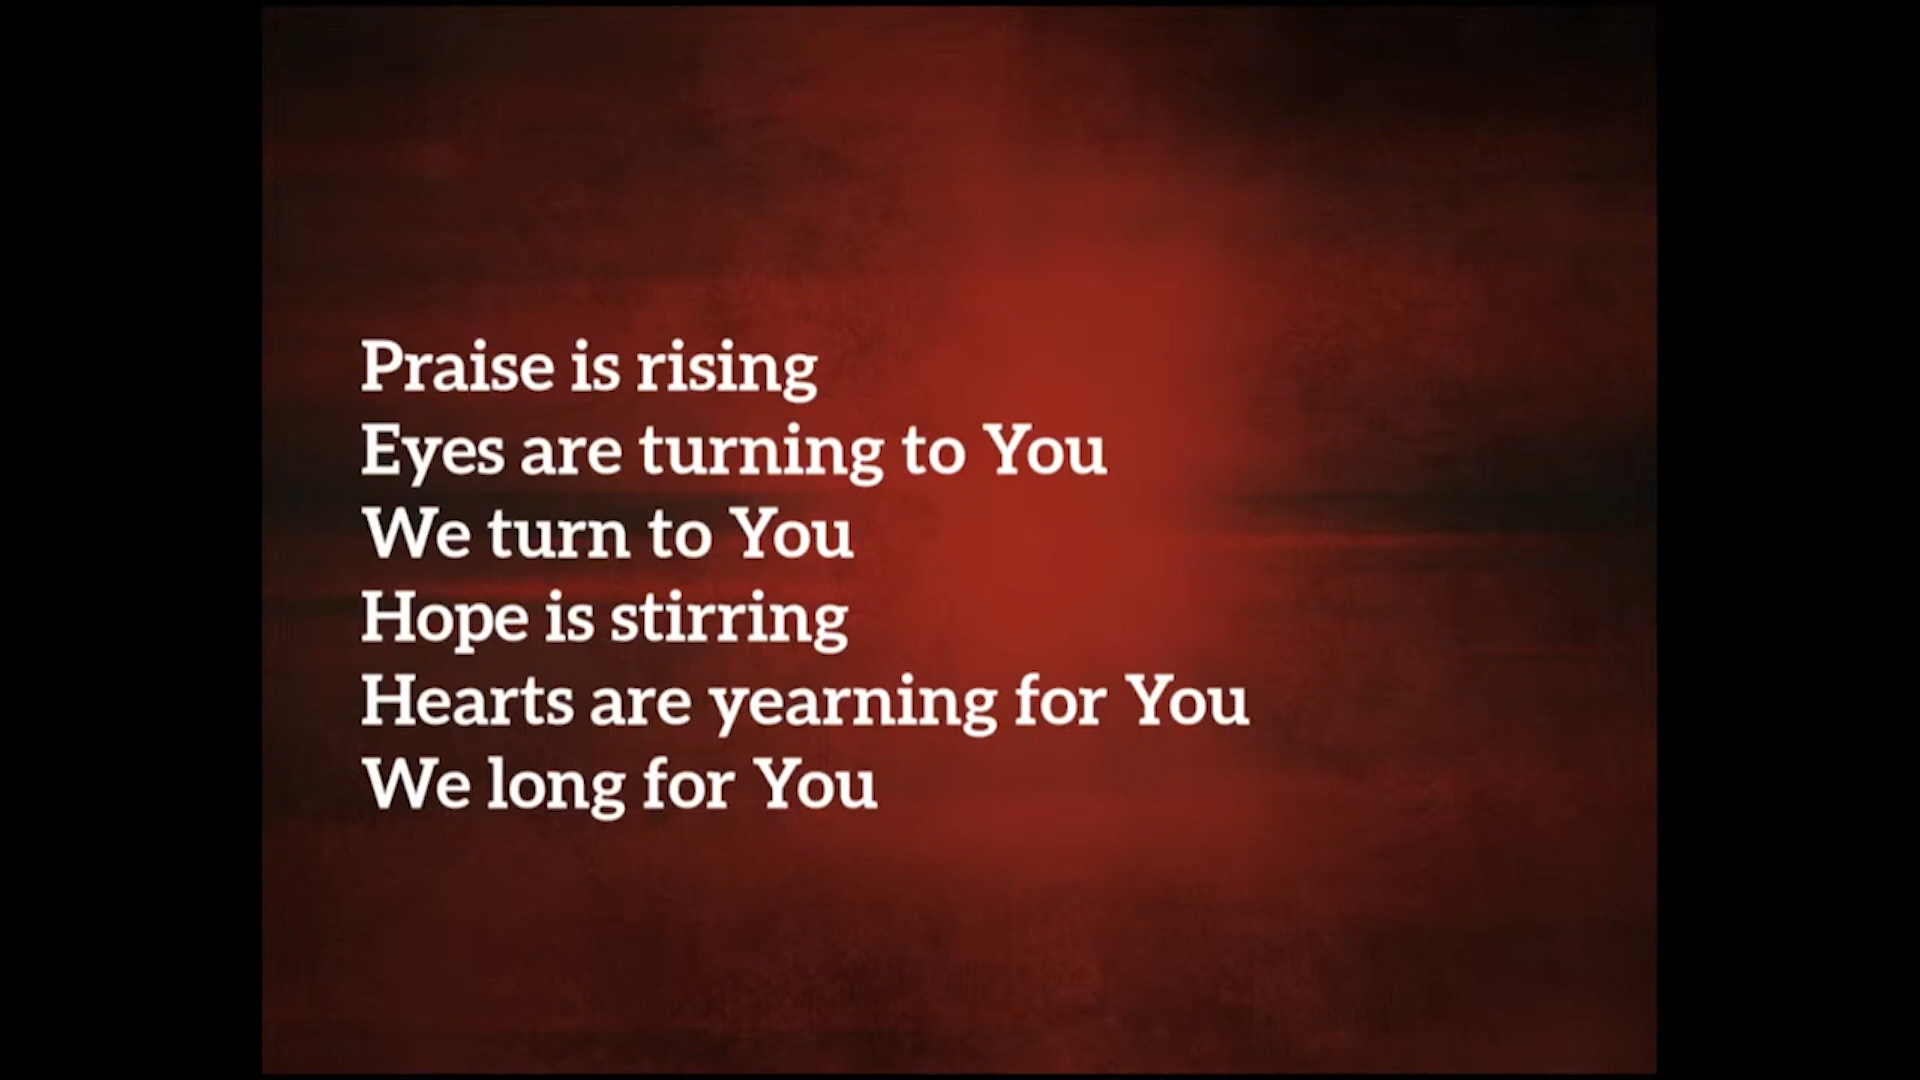 Praise is rising
Eyes are turning to You
We turn to You
Hope is stirring
Hearts are yearning for You
We long for You